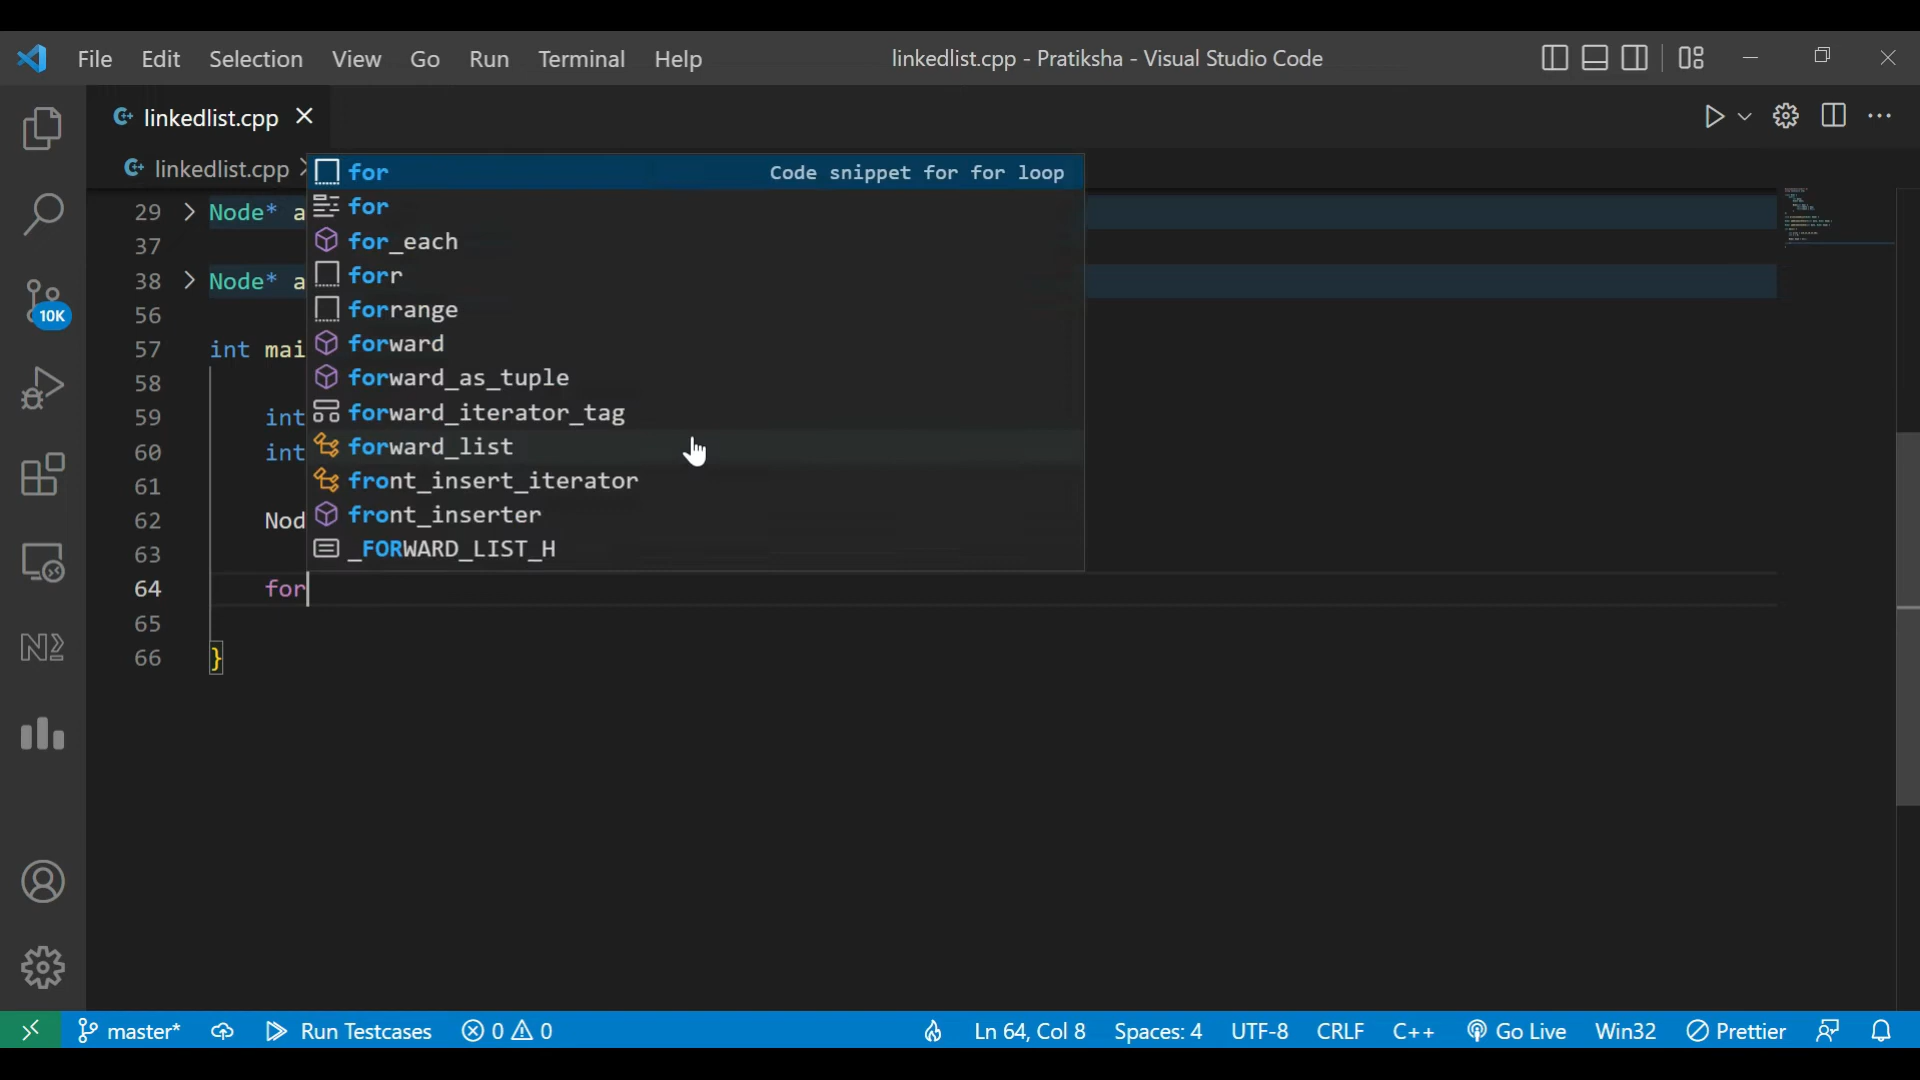 File Edit Selection View Go Run Terminal Help linkedlist.cpp - Pratiksha - Visual Studio Code
linkedlist.cpp
linkedlist.cpp >
for Code snippet for for loop
29 > Node* a for
37 for_each
38 > Node* a forr
56 forrange
57 int mai forward
58 forward_as_tuple
59 int forward_iterator_tag
60 int forward_list
61 front_insert_iterator
62 Nod front_inserter
63 _FORWARD_LIST_H
64 for
65
66 }
10K
master* Run Testcases 0 0 Ln 64, Col 8 Spaces: 4 UTF-8 CRLF C++ Go Live Win32 Prettier